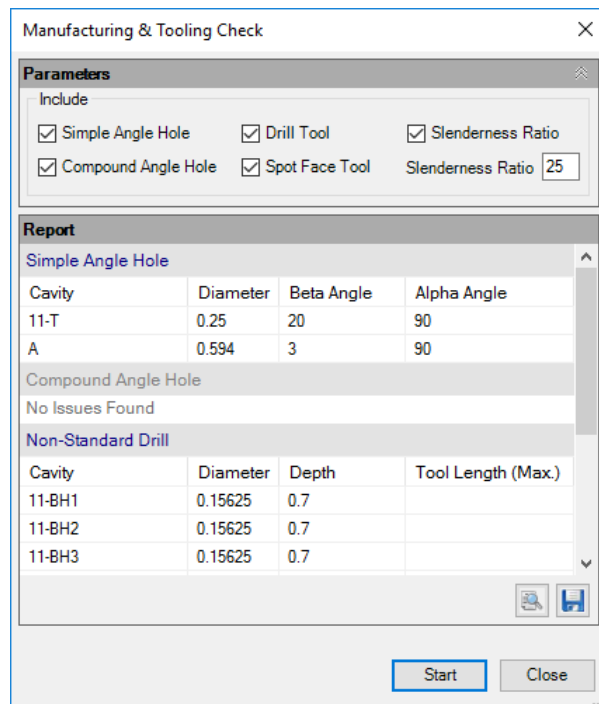 Manufacturing & Tooling Check
Parameters
Include
Simple Angle Hole Drill Tool Slenderness Ratio
Compound Angle Hole Spot Face Tool Slenderness Ratio 25
Report
Simple Angle Hole
Cavity Diameter Beta Angle Alpha Angle
11-T 0.25 20 90
A 0.594 3 90
Compound Angle Hole
No Issues Found
Non-Standard Drill
Cavity Diameter Depth Tool Length (Max.)
11-BH1 0.15625 0.7
11-BH2 0.15625 0.7
11-BH3 0.15625 0.7
Start Close